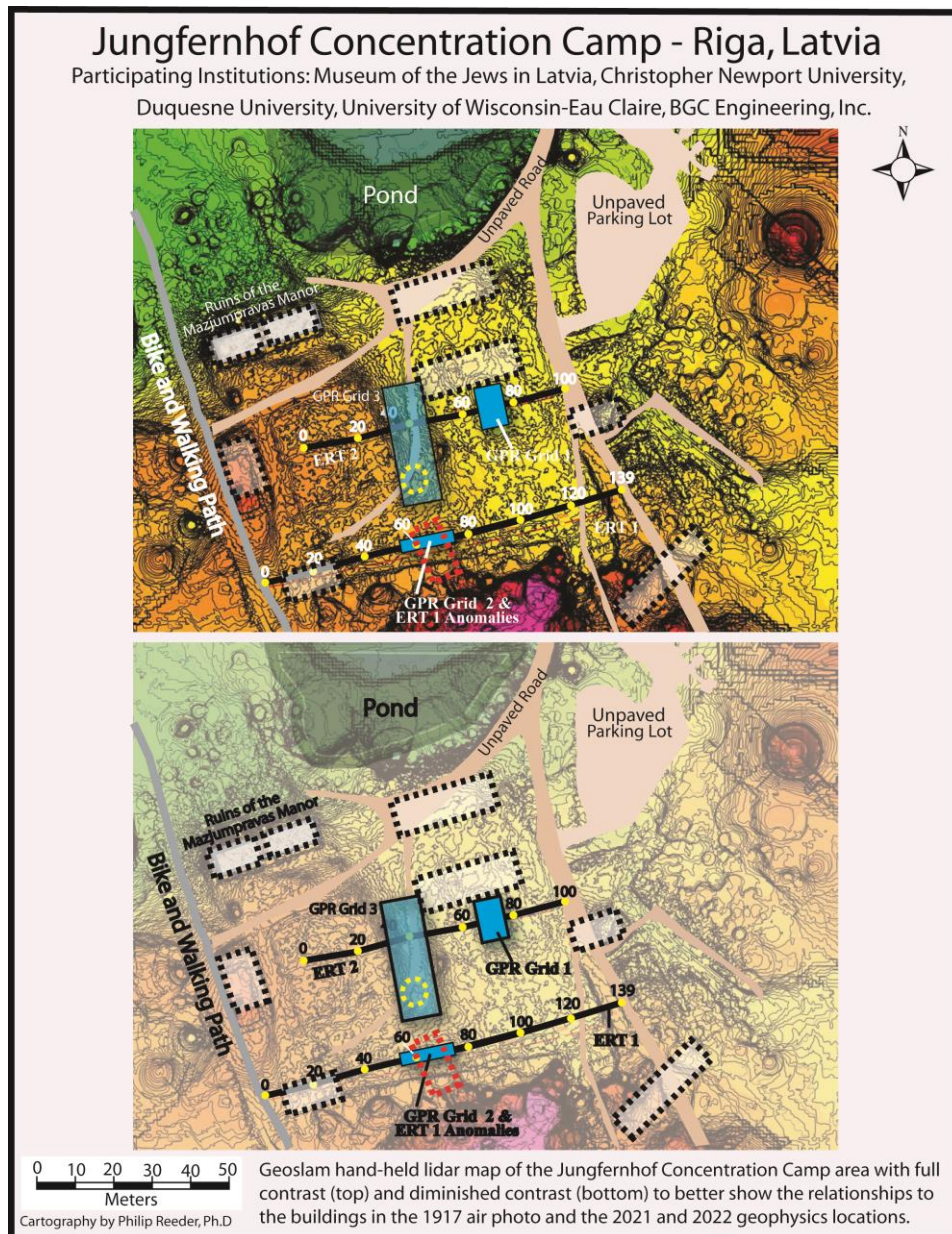 Jungfernhof Concentration Camp - Riga, Latvia
Participating Institutions: Museum of the Jews in Latvia, Christopher Newport University,
Duquesne University, University of Wisconsin-Eau Claire, BGC Engineering, Inc.
N
Pond
Unpaved Road
Unpaved
Parking Lot
Ruins of the
Mazjumpravas Manor
Bike and Walking Path
GPR Grid 3
0
20
40
60
80
100
ERT 2
GPR Grid 1
0
20
40
60
80
100
120
139
ERT 1
GPR Grid 2 &
ERT 1 Anomalies
Pond
Unpaved Road
Unpaved
Parking Lot
Ruins of the
Mazjumpravas Manor
Bike and Walking Path
GPR Grid 3
0
20
60
80
100
ERT 2
GPR Grid 1
0
20
40
60
80
100
120
139
ERT 1
GPR Grid 2 &
ERT 1 Anomalies
0 10 20 30 40 50
Meters
Cartography by Philip Reeder, Ph.D
Geoslam hand-held lidar map of the Jungfernhof Concentration Camp area with full
contrast (top) and diminished contrast (bottom) to better show the relationships to
the buildings in the 1917 air photo and the 2021 and 2022 geophysics locations.